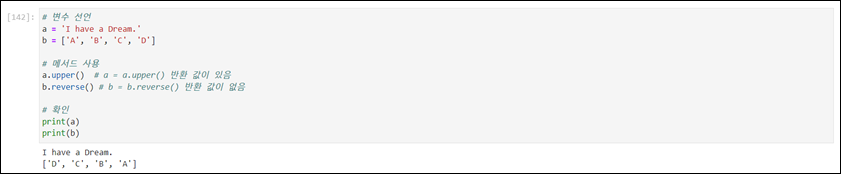 [142]:
# 변수 선언
a = 'I have a Dream.'
b = ['A', 'B', 'C', 'D']
# 메서드 사용
a.upper()  # a = a.upper() 반환 값이 있음
b.reverse() # b = b.reverse() 반환 값이 없음
# 확인
print(a)
print(b)
I have a Dream.
['D', 'C', 'B', 'A']